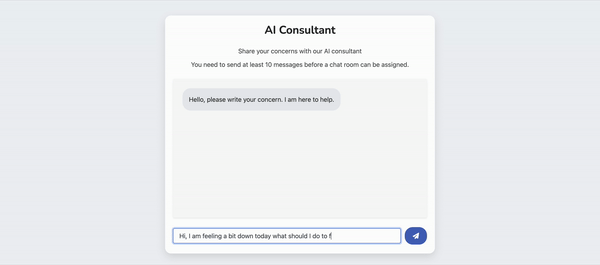 AI Consultant
Share your concerns with our AI consultant
You need to send at least 10 messages before a chat room can be assigned.
Hello, please write your concern. I am here to help.
Hi, I am feeling a bit down today what should I do to f